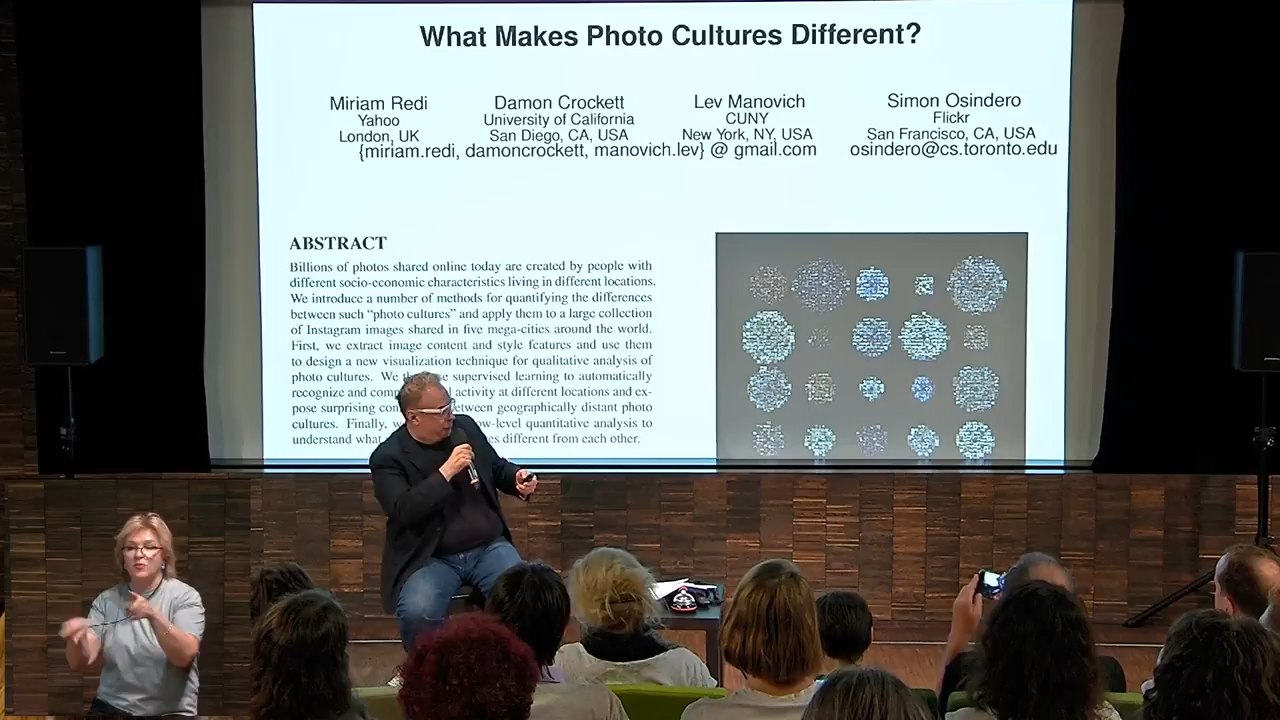 What Makes Photo Cultures Different?
Miriam Redi
Yahoo
London, UK
Damon Crockett
University of California
San Diego, CA, USA
Lev Manovich
CUNY
New York, NY, USA
Simon Osindero
Flickr
San Francisco, CA, USA
{miriam.redi, damoncrockett, manovich.lev} @ gmail.com
osindero@cs.toronto.edu
ABSTRACT
Billions of photos shared online today are created by people with
different socio-economic characteristics living in different locations.
We introduce a number of methods for quantifying the differences
between such “photo cultures” and apply them to a large collection
of Instagram images shared in five mega-cities around the world.
First, we extract image content and style features and use them
to design a new visualization technique for qualitative analysis of
photo cultures. We supervised learning to automatically
recognize and activity at different locations and ex-
pose surprising between geographically distant photo
cultures. Finally, low-level quantitative analysis to
understand what different from each other.